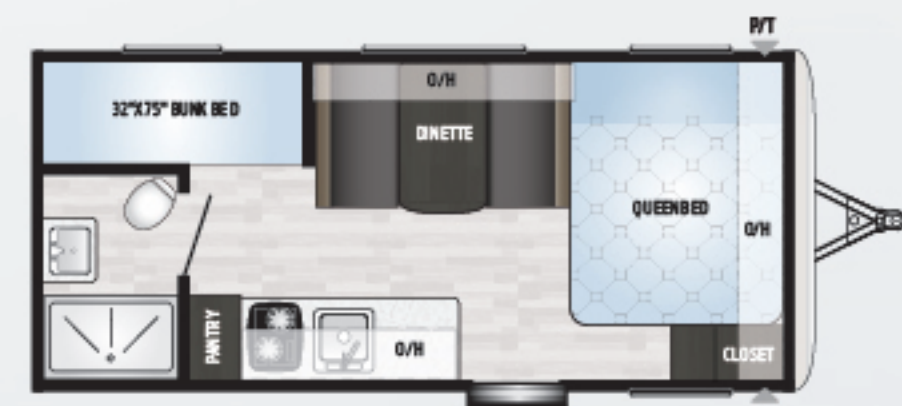 P/T
O/H
32"X75" BUNK BED
DINETTE
QUEENBED
O/H
PANTRY
O/H
CLOSET